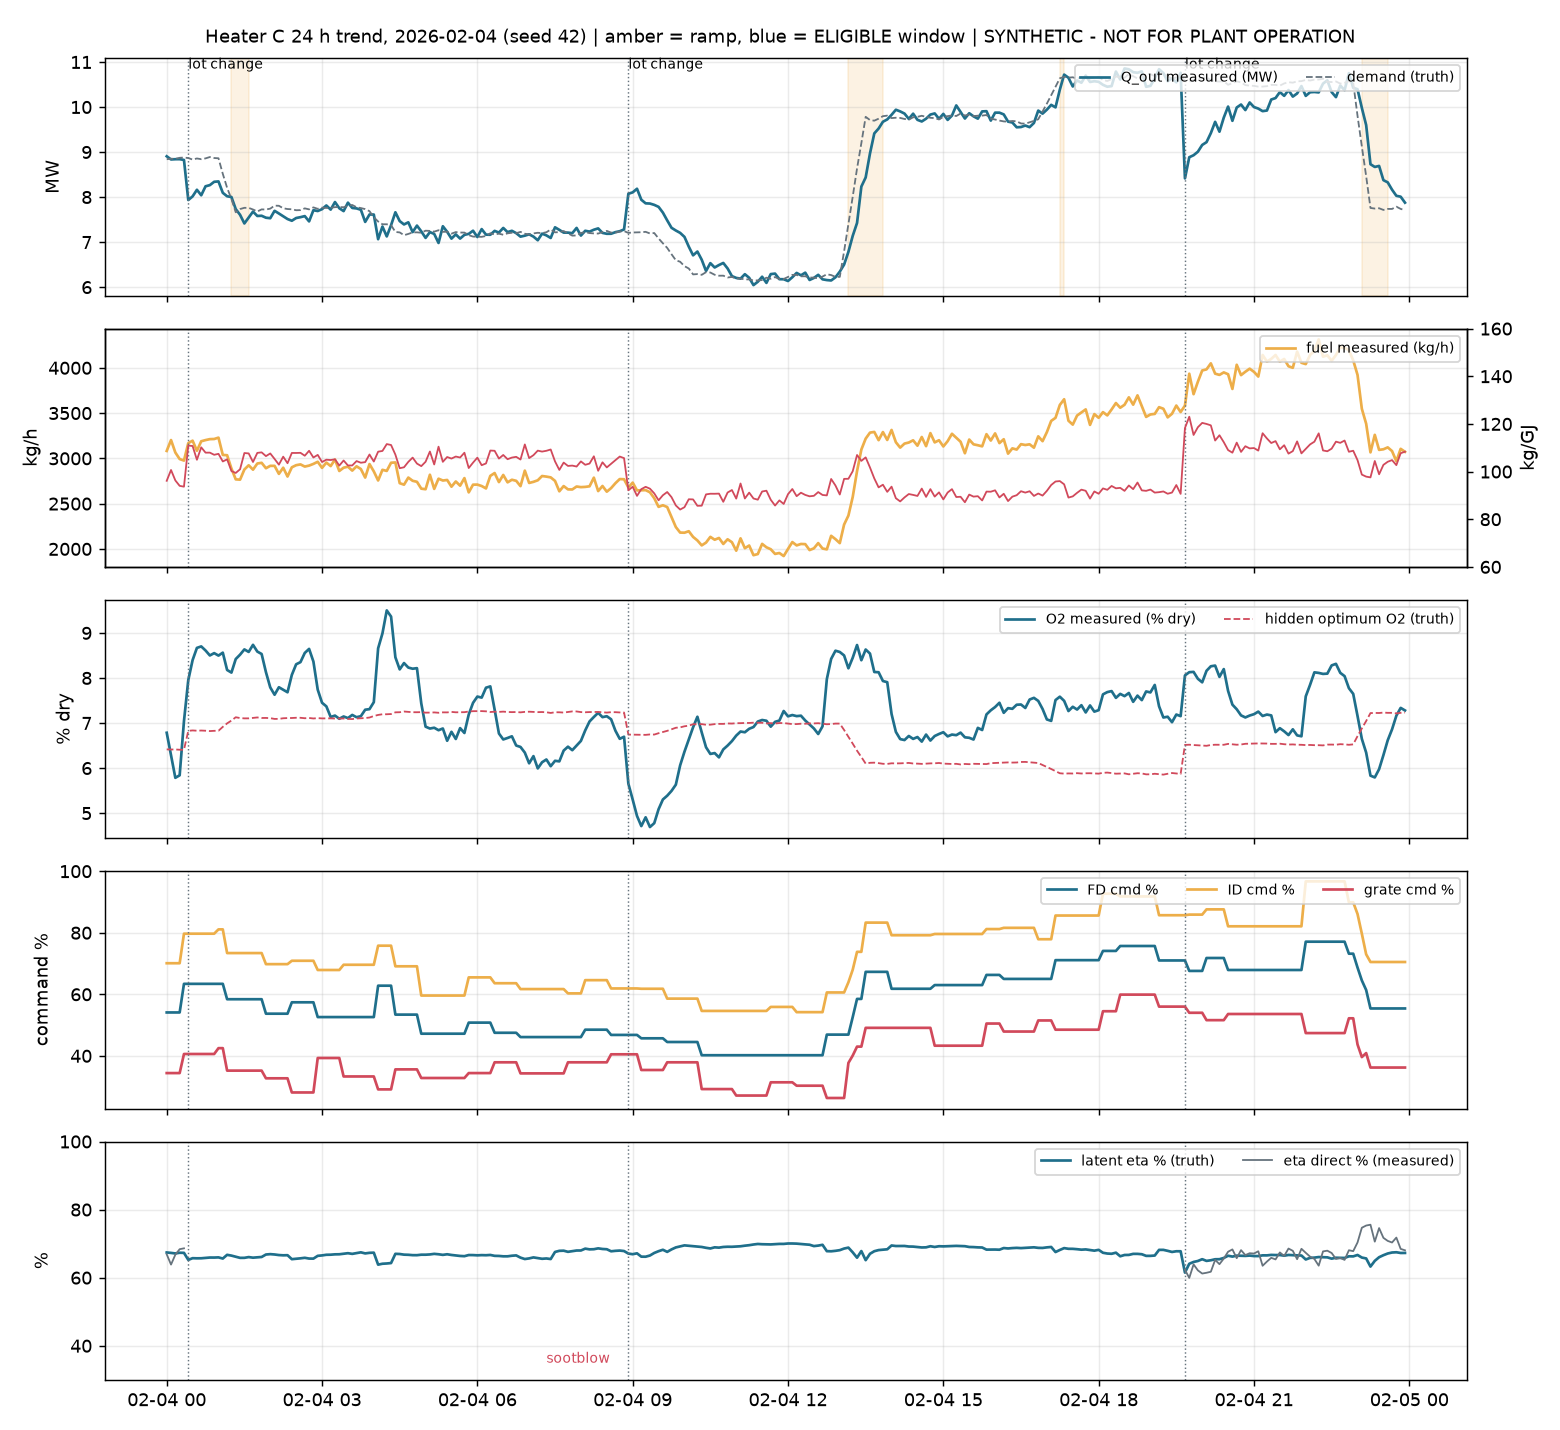 Heater C 24 h trend, 2026-02-04 (seed 42) | amber = ramp, blue = ELIGIBLE window | SYNTHETIC - NOT FOR PLANT OPERATION
lot change
lot change
lot change
Q_out measured (MW)
demand (truth)
MW
11
10
9
8
7
6
fuel measured (kg/h)
kg/h
4000
3500
3000
2500
2000
160
140
120
100
80
60
kg/GJ
O2 measured (% dry)
hidden optimum O2 (truth)
% dry
9
8
7
6
5
FD cmd %
ID cmd %
grate cmd %
command %
100
80
60
40
latent eta % (truth)
eta direct % (measured)
%
100
80
60
40
sootblow
02-04 00
02-04 03
02-04 06
02-04 09
02-04 12
02-04 15
02-04 18
02-04 21
02-05 00